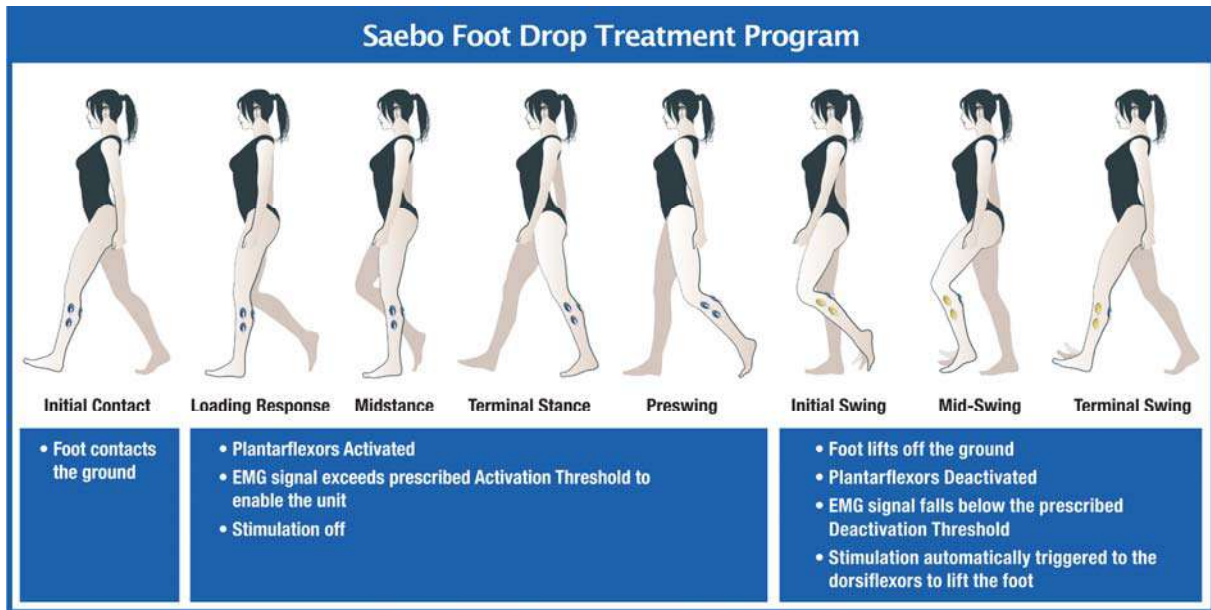 Saebo Foot Drop Treatment Program
Initial Contact
Loading Response
Midstance
Terminal Stance
Preswing
Initial Swing
Mid-Swing
Terminal Swing
• Foot contacts
the ground
• Plantarflexors Activated
• EMG signal exceeds prescribed Activation Threshold to
enable the unit
• Stimulation off
• Foot lifts off the ground
• Plantarflexors Deactivated
• EMG signal falls below the prescribed
Deactivation Threshold
• Stimulation automatically triggered to the
dorsiflexors to lift the foot